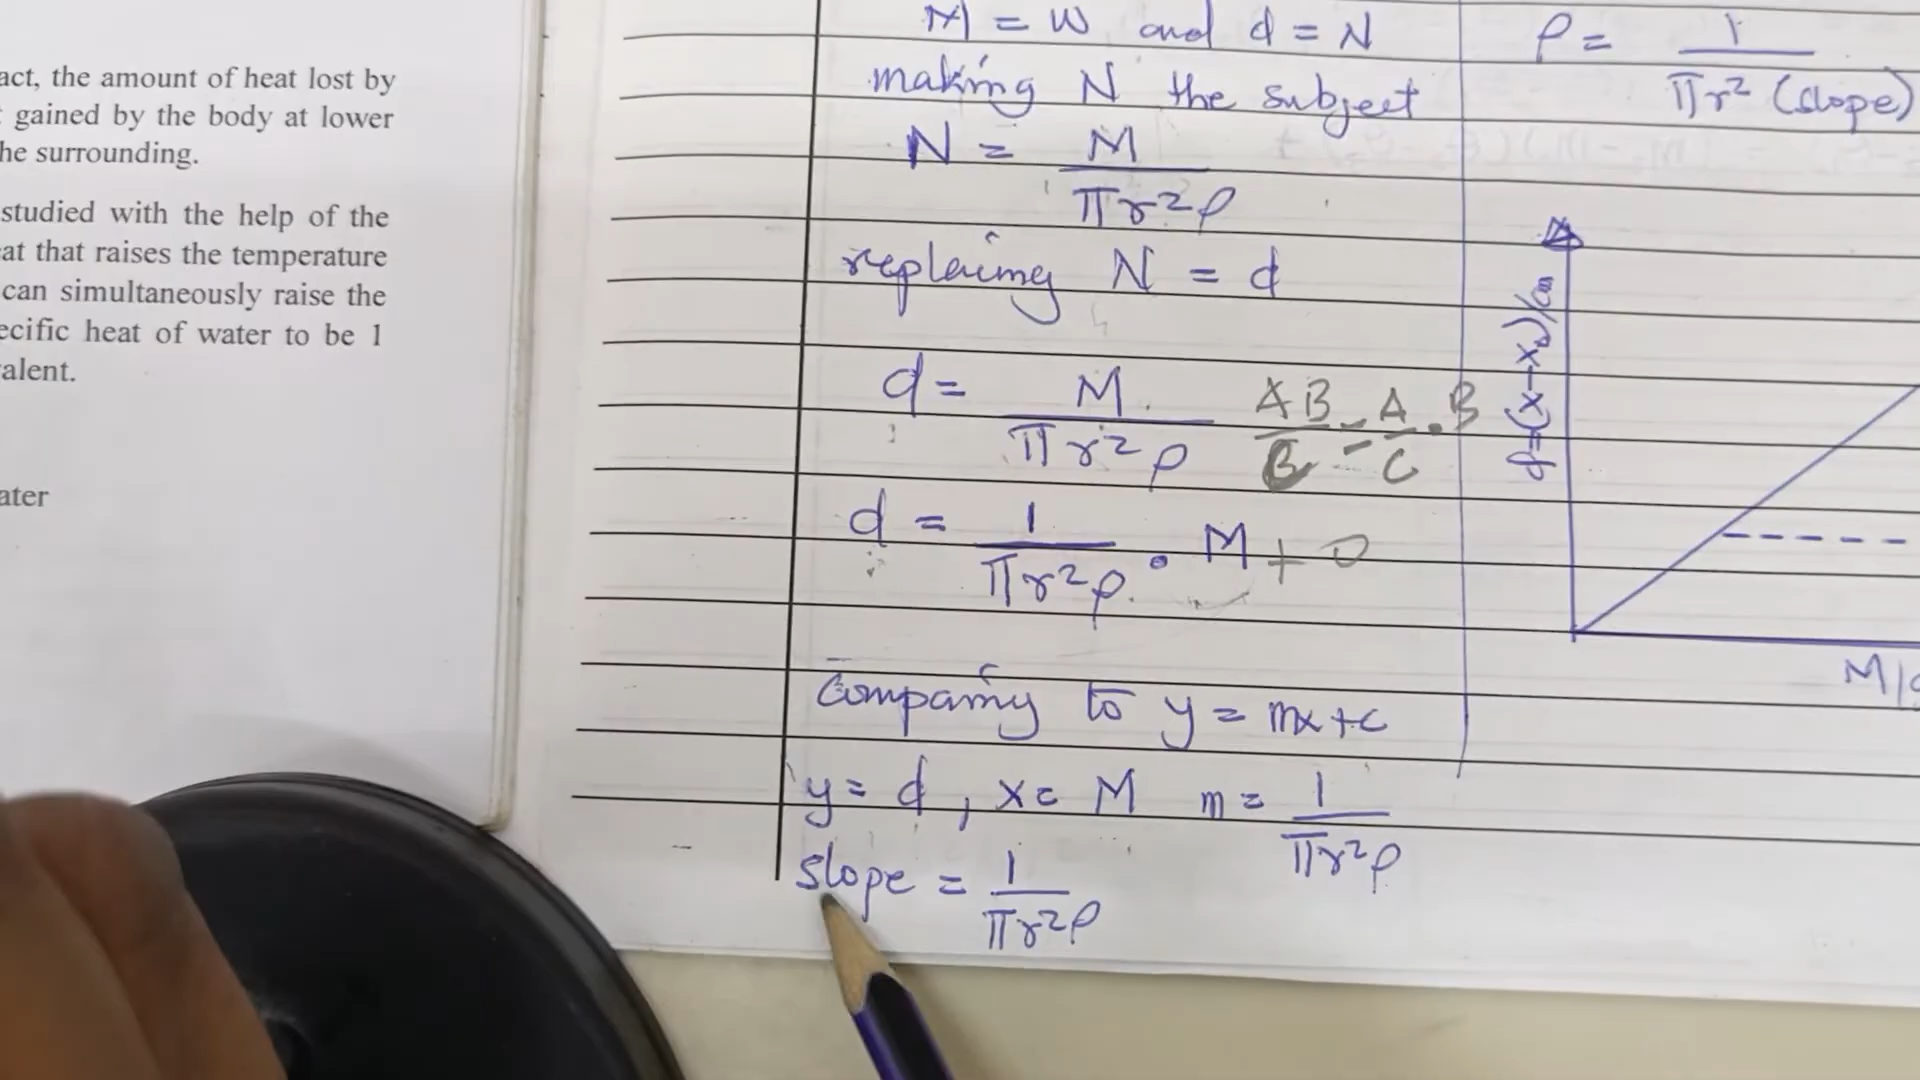 act, the amount of heat lost by
gained by the body at lower
he surrounding.
studied with the help of the
at that raises the temperature
can simultaneously raise the
ecific heat of water to be 1
alent.
ater
M = W and d = N
making N the subject
N = M / πr²ρ
replacing N = d
d = M / πr²ρ
AB / C = A / C · B
d = 1 / πr²ρ · M + 0
Comparing to y = mx + c
y = d, x = M m = 1 / πr²ρ
slope = 1 / πr²ρ
ρ = 1 / πr² (slope)
d=(x-x₀)/cm
M/